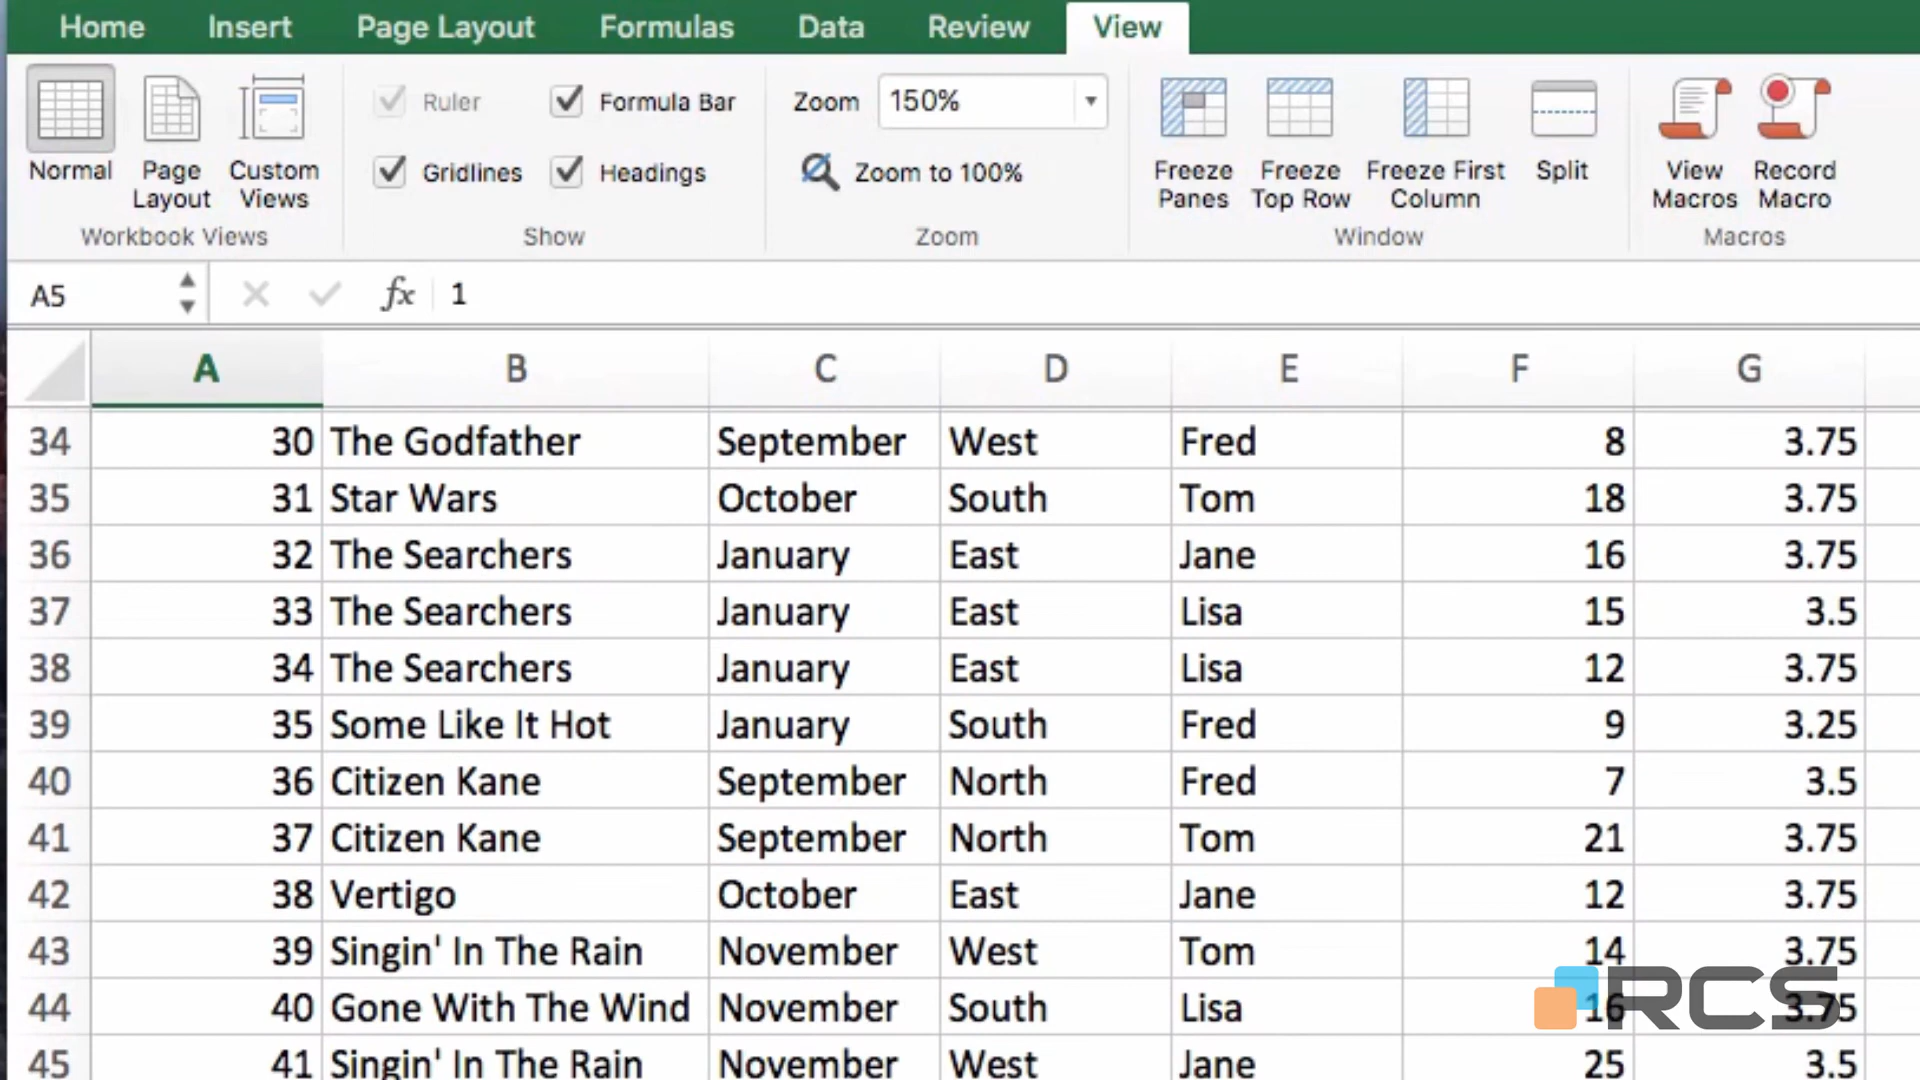 Home Insert Page Layout Formulas Data Review View
Ruler Formula Bar Zoom 150%
Gridlines Headings Zoom to 100%
Normal Page Layout Custom Views Freeze Panes Freeze Top Row Freeze First Column Split View Macros Record Macro
Workbook Views Show Zoom Window Macros
A5 fx 1
A B C D E F G
34 30 The Godfather September West Fred 8 3.75
35 31 Star Wars October South Tom 18 3.75
36 32 The Searchers January East Jane 16 3.75
37 33 The Searchers January East Lisa 15 3.5
38 34 The Searchers January East Lisa 12 3.75
39 35 Some Like It Hot January South Fred 9 3.25
40 36 Citizen Kane September North Fred 7 3.5
41 37 Citizen Kane September North Tom 21 3.75
42 38 Vertigo October East Jane 12 3.75
43 39 Singin' In The Rain November West Tom 14 3.75
44 40 Gone With The Wind November South Lisa 16 3.75
RCS
45 41 Singin' In The Rain November West Jane 25 3.5